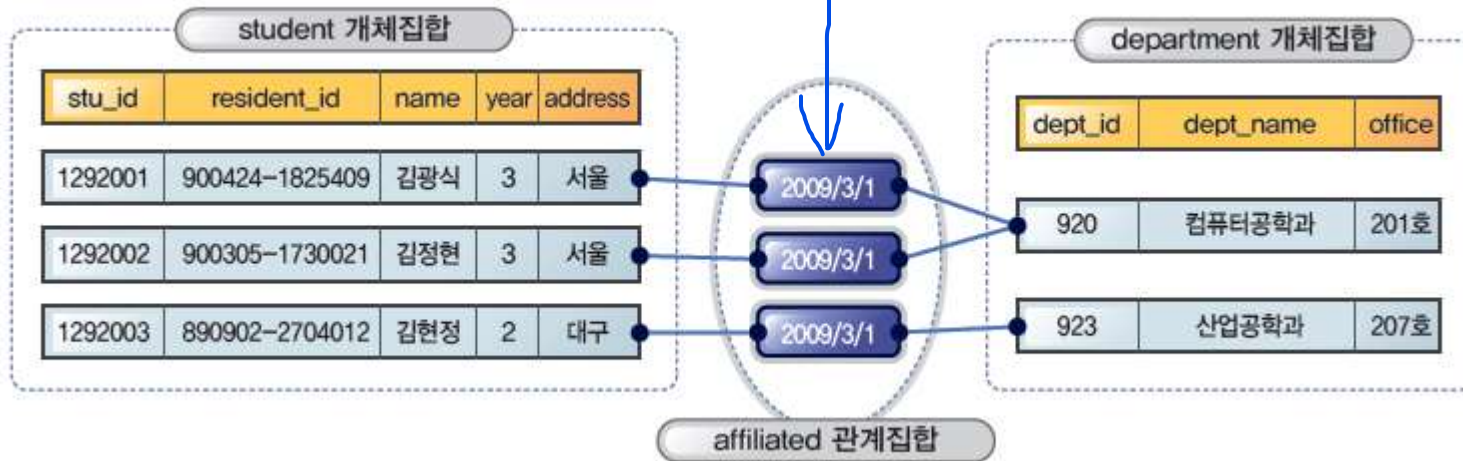 student 개체집합
department 개체집합
stu_id resident_id name year address
dept_id dept_name office
1292001 900424-1825409 김광식 3 서울
2009/3/1
920 컴퓨터공학과 201호
1292002 900305-1730021 김정현 3 서울
2009/3/1
1292003 890902-2704012 김현정 2 대구
2009/3/1
923 산업공학과 207호
affiliated 관계집합